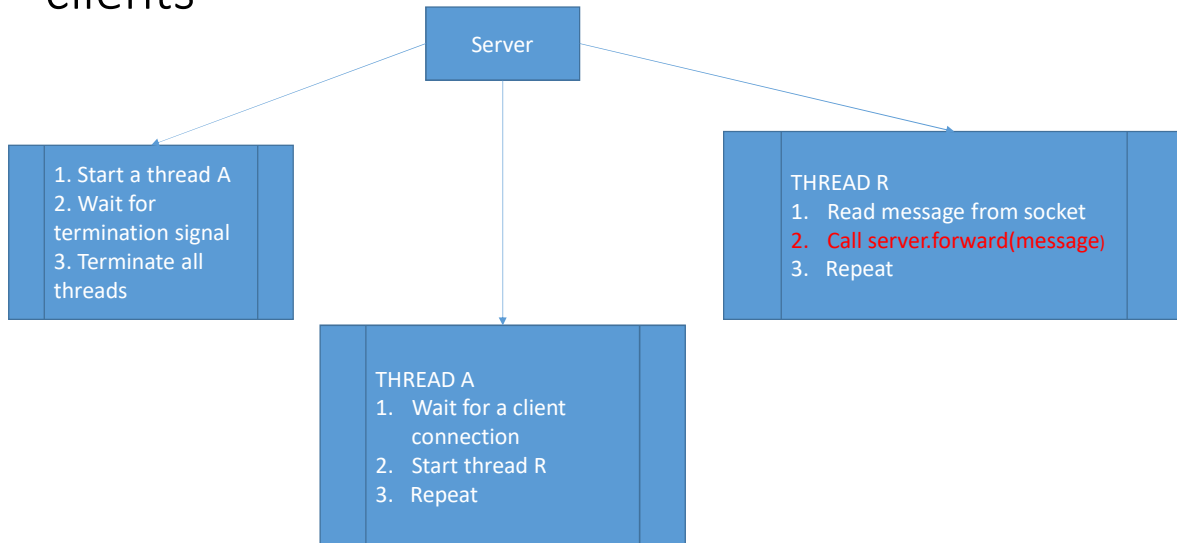 clients
Server
1. Start a thread A
2. Wait for
termination signal
3. Terminate all
threads
THREAD R
1. Read message from socket
2. Call server.forward(message)
3. Repeat
THREAD A
1. Wait for a client
connection
2. Start thread R
3. Repeat